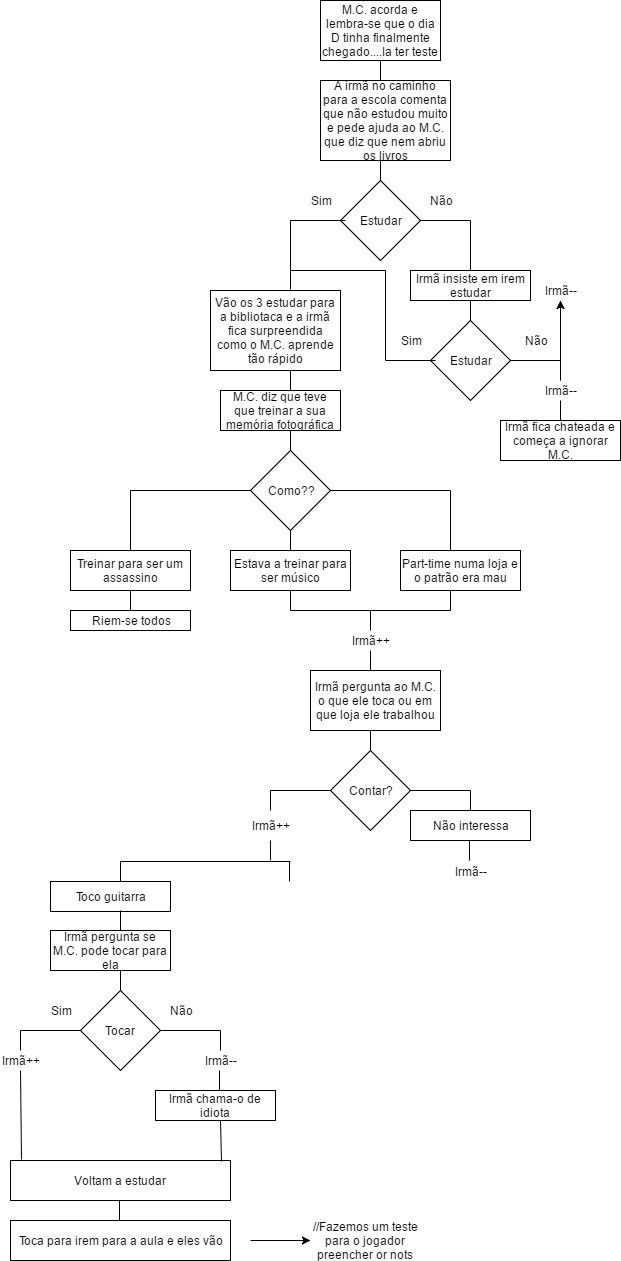 M.C. acorda e
lembra-se que o dia
D tinha finalmente
chegado....la ter teste
A irmã no caminho
para a escola comenta
que não estudou muito
e pede ajuda ao M.C.
que diz que nem abriu
os livros
Sim
Não
Estudar
Irmã insiste em irem
estudar
Irmã--
Vão os 3 estudar para
a bibliotaca e a irmã
fica surpreendida
como o M.C. aprende
tão rápido
Sim
Não
Estudar
Irmã--
M.C. diz que teve
que treinar a sua
memória fotográfica
Irmã fica chateada e
começa a ignorar
M.C.
Como??
Treinar para ser um
assassino
Estava a treinar para
ser músico
Part-time numa loja e
o patrão era mau
Riem-se todos
Irmã++
Irmã pergunta ao M.C.
o que ele toca ou em
que loja ele trabalhou
Contar?
Irmã++
Não interessa
Irmã--
Toco guitarra
Irmã pergunta se
M.C. pode tocar para
ela
Sim
Não
Tocar
Irmã++
Irmã--
Irmã chama-o de
idiota
Voltam a estudar
Toca para irem para a aula e eles vão
//Fazemos um teste
para o jogador
preencher or nots